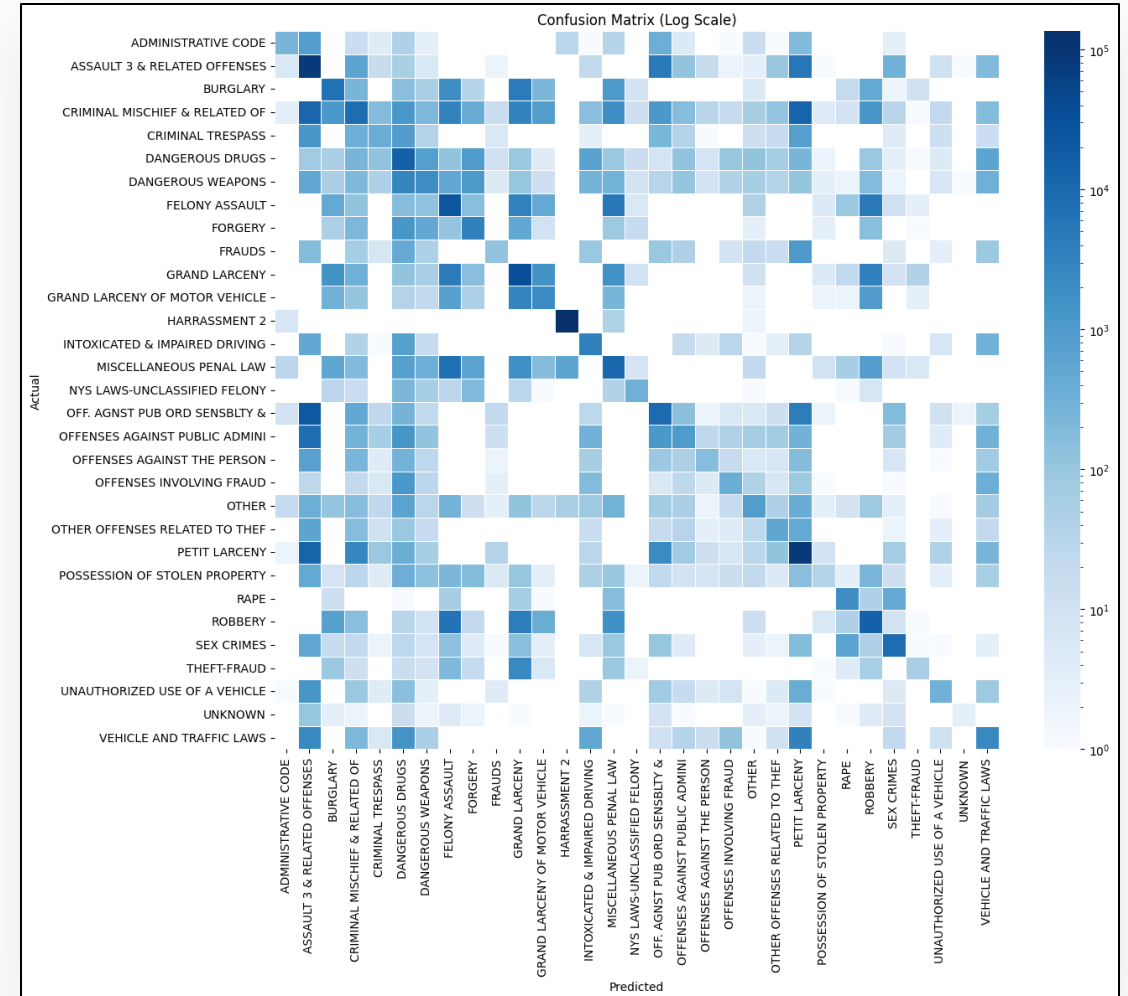 Confusion Matrix (Log Scale)
ADMINISTRATIVE CODE
ASSAULT 3 & RELATED OFFENSES
BURGLARY
CRIMINAL MISCHIEF & RELATED OF
CRIMINAL TRESPASS
DANGEROUS DRUGS
DANGEROUS WEAPONS
FELONY ASSAULT
FORGERY
FRAUDS
GRAND LARCENY
GRAND LARCENY OF MOTOR VEHICLE
HARRASSMENT 2
INTOXICATED & IMPAIRED DRIVING
MISCELLANEOUS PENAL LAW
NYS LAWS-UNCLASSIFIED FELONY
OFF. AGNST PUB ORD SENSBLTY &
OFFENSES AGAINST PUBLIC ADMINI
OFFENSES AGAINST THE PERSON
OFFENSES INVOLVING FRAUD
OTHER
OTHER OFFENSES RELATED TO THEF
PETIT LARCENY
POSSESSION OF STOLEN PROPERTY
RAPE
ROBBERY
SEX CRIMES
THEFT-FRAUD
UNAUTHORIZED USE OF A VEHICLE
UNKNOWN
VEHICLE AND TRAFFIC LAWS
Actual
ADMINISTRATIVE CODE
ASSAULT 3 & RELATED OFFENSES
BURGLARY
CRIMINAL MISCHIEF & RELATED OF
CRIMINAL TRESPASS
DANGEROUS DRUGS
DANGEROUS WEAPONS
FELONY ASSAULT
FORGERY
FRAUDS
GRAND LARCENY
GRAND LARCENY OF MOTOR VEHICLE
HARRASSMENT 2
INTOXICATED & IMPAIRED DRIVING
MISCELLANEOUS PENAL LAW
NYS LAWS-UNCLASSIFIED FELONY
OFF. AGNST PUB ORD SENSBLTY &
OFFENSES AGAINST PUBLIC ADMINI
OFFENSES AGAINST THE PERSON
OFFENSES INVOLVING FRAUD
OTHER
OTHER OFFENSES RELATED TO THEF
PETIT LARCENY
POSSESSION OF STOLEN PROPERTY
RAPE
ROBBERY
SEX CRIMES
THEFT-FRAUD
UNAUTHORIZED USE OF A VEHICLE
UNKNOWN
VEHICLE AND TRAFFIC LAWS
Predicted
10⁵
10⁴
10³
10²
10¹
10⁰